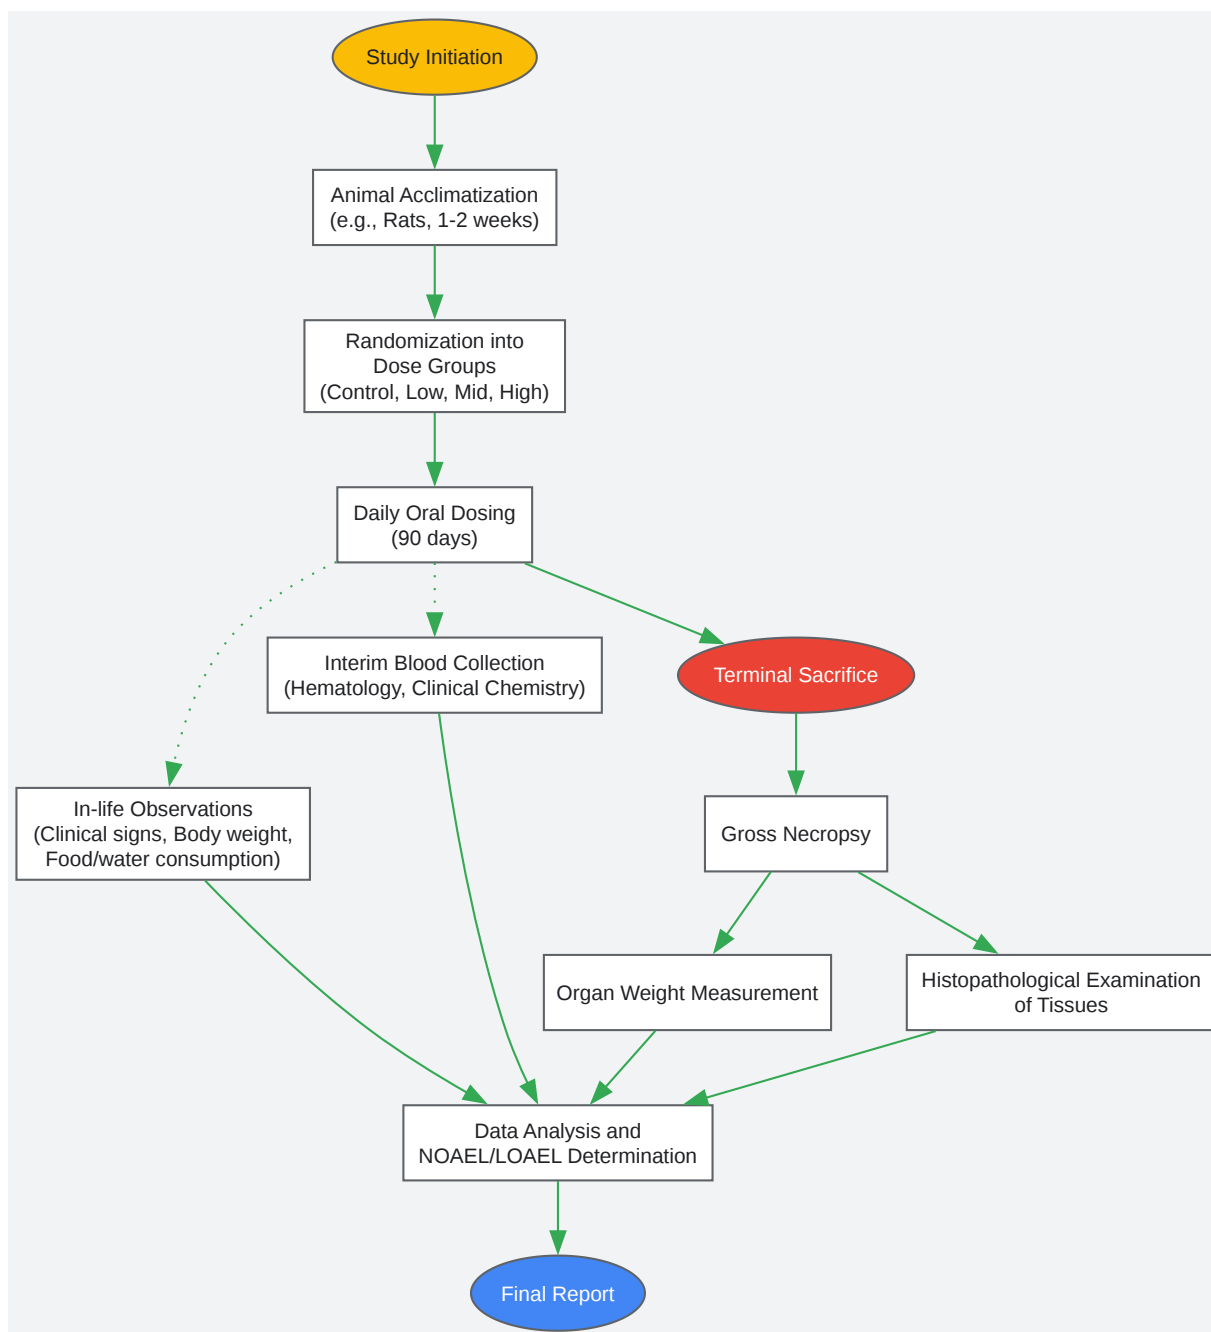 Study Initiation
Animal Acclimatization
(e.g., Rats, 1-2 weeks)
Randomization into
Dose Groups
(Control, Low, Mid, High)
Daily Oral Dosing
(90 days)
Interim Blood Collection
(Hematology, Clinical Chemistry)
Terminal Sacrifice
In-life Observations
(Clinical signs, Body weight,
Food/water consumption)
Gross Necropsy
Organ Weight Measurement
Histopathological Examination
of Tissues
Data Analysis and
NOAEL/LOAEL Determination
Final Report